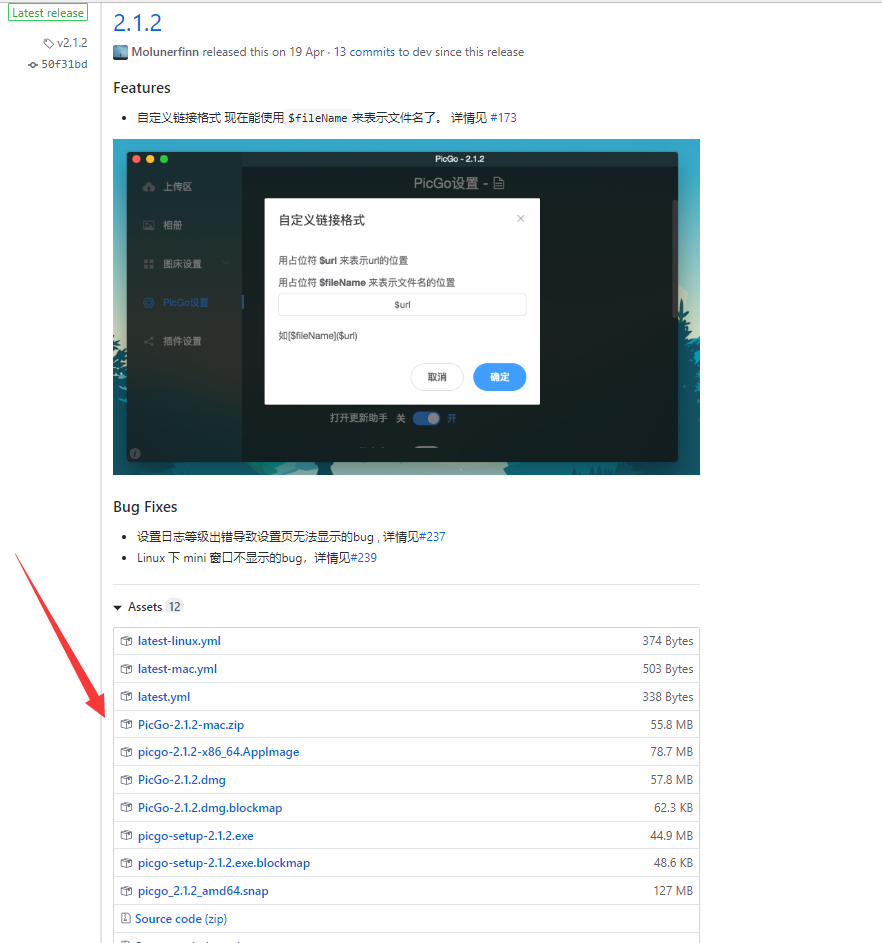 Latest release
v2.1.2
50f31bd
2.1.2
Molunerfinn released this on 19 Apr · 13 commits to dev since this release
Features
自定义链接格式 现在能使用 $fileName 来表示文件名了。 详情见 #173
PicGo - 2.1.2
PicGo设置 -
上传区
相册
图床设置
PicGo设置
插件设置
自定义链接格式
用占位符 $url 来表示url的位置
用占位符 $fileName 来表示文件名的位置
$url
如[$fileName]($url)
取消 确定
打开更新助手 关 开
Bug Fixes
设置日志等级出错导致设置页无法显示的bug , 详情见#237
Linux 下 mini 窗口不显示的bug，详情见#239
Assets 12
latest-linux.yml 374 Bytes
latest-mac.yml 503 Bytes
latest.yml 338 Bytes
PicGo-2.1.2-mac.zip 55.8 MB
picgo-2.1.2-x86_64.AppImage 78.7 MB
PicGo-2.1.2.dmg 57.8 MB
PicGo-2.1.2.dmg.blockmap 62.3 KB
picgo-setup-2.1.2.exe 44.9 MB
picgo-setup-2.1.2.exe.blockmap 48.6 KB
picgo_2.1.2_amd64.snap 127 MB
Source code (zip)